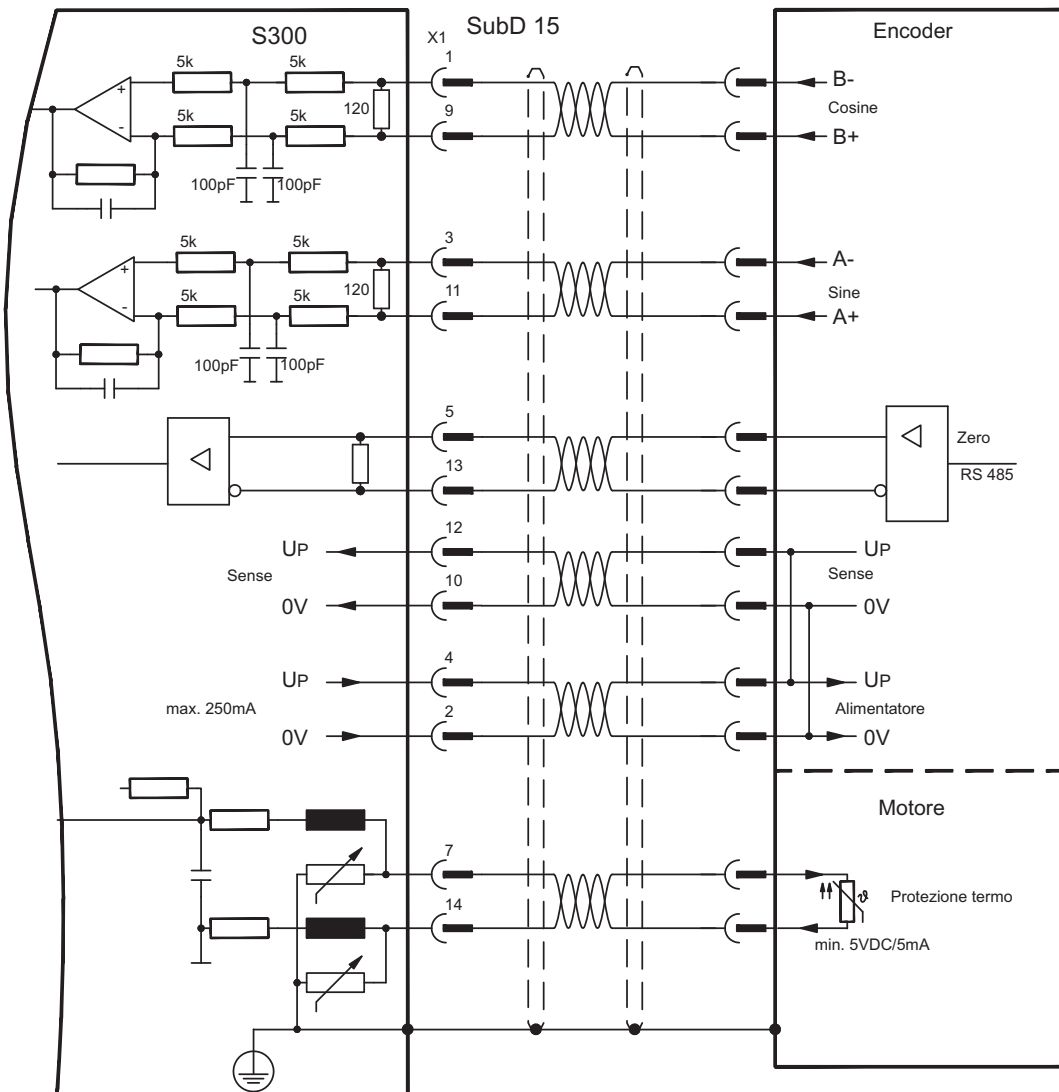 S300
X1
SubD 15
Encoder
5k
5k
1
B-
120
Cosine
5k
5k
9
B+
100pF
100pF
5k
5k
3
A-
120
Sine
5k
5k
11
A+
100pF
100pF
5
Zero
13
RS 485
UP
12
UP
Sense
Sense
0V
10
0V
UP
4
UP
max. 250mA
Alimentatore
0V
2
0V
Motore
7
ϑ
Protezione termo
14
min. 5VDC/5mA